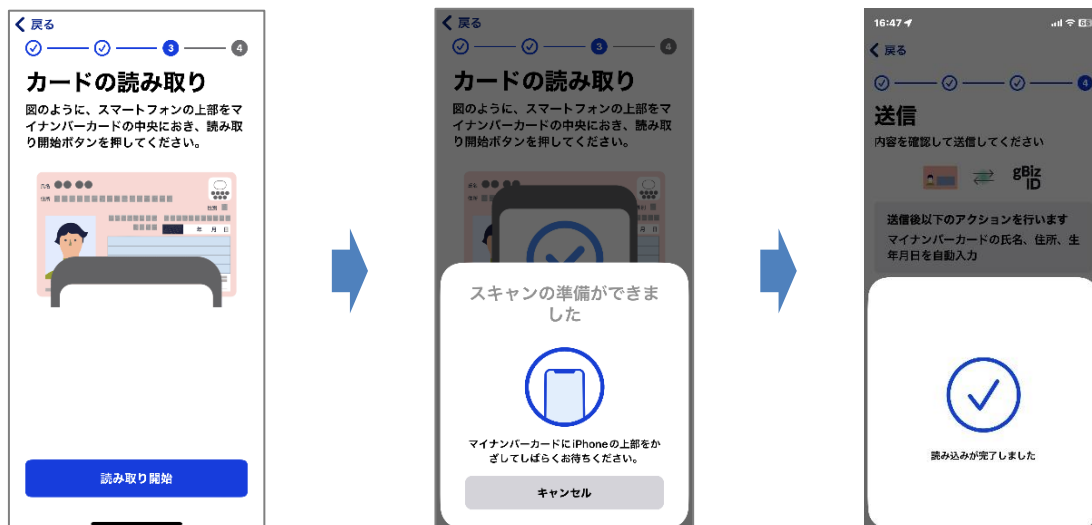 戻る
3
4
カードの読み取り
図のように、スマートフォンの上部をマ
イナンバーカードの中央におき、読み取
り開始ボタンを押してください。
氏名
住所
性別
年 月 日
読み取り開始
戻る
3
4
カードの読み取り
図のように、スマートフォンの上部をマ
イナンバーカードの中央におき、読み取
り開始ボタンを押してください。
月 日
スキャンの準備ができま
した
マイナンバーカードにiPhoneの上部をか
ざしてしばらくお待ちください。
キャンセル
16:47
戻る
4
送信
内容を確認して送信してください
gBiz
ID
送信後以下のアクションを行います
マイナンバーカードの氏名、住所、生
年月日を自動入力
読み込みが完了しました